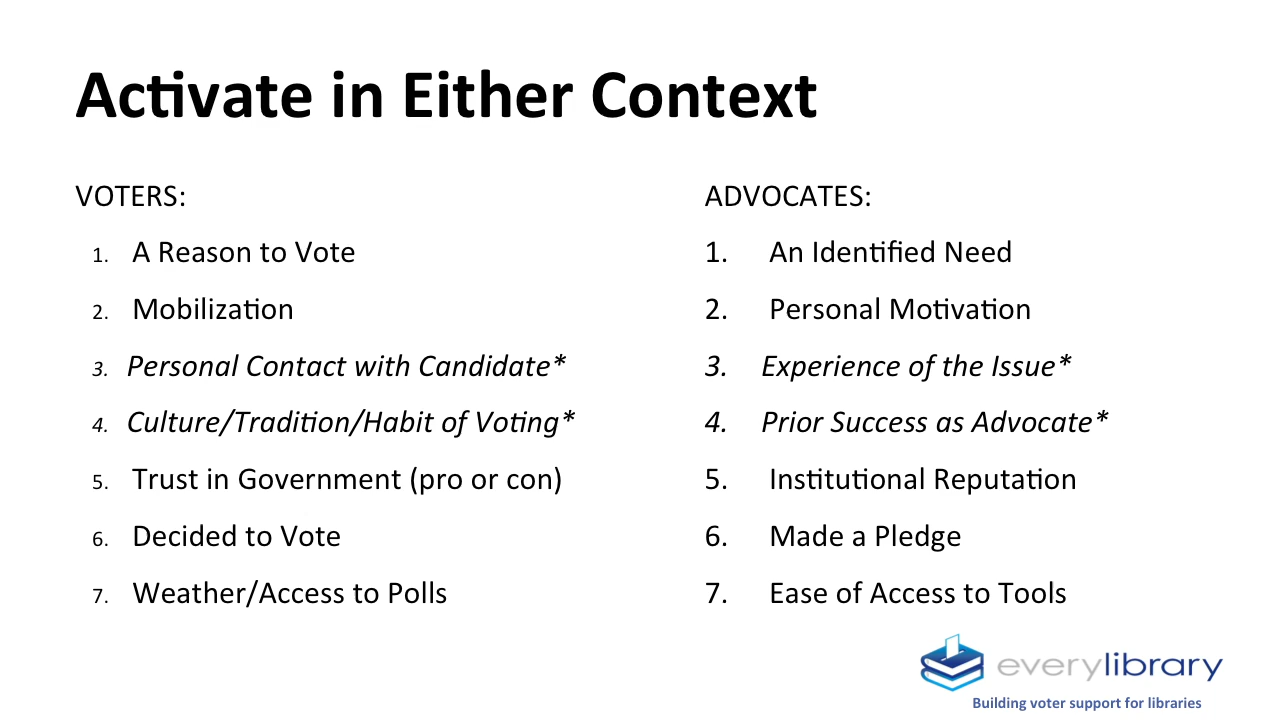 Activate in Either Context
VOTERS:
1. A Reason to Vote
2. Mobilization
3. Personal Contact with Candidate*
4. Culture/Tradition/Habit of Voting*
5. Trust in Government (pro or con)
6. Decided to Vote
7. Weather/Access to Polls
ADVOCATES:
1. An Identified Need
2. Personal Motivation
3. Experience of the Issue*
4. Prior Success as Advocate*
5. Institutional Reputation
6. Made a Pledge
7. Ease of Access to Tools
everylibrary
Building voter support for libraries